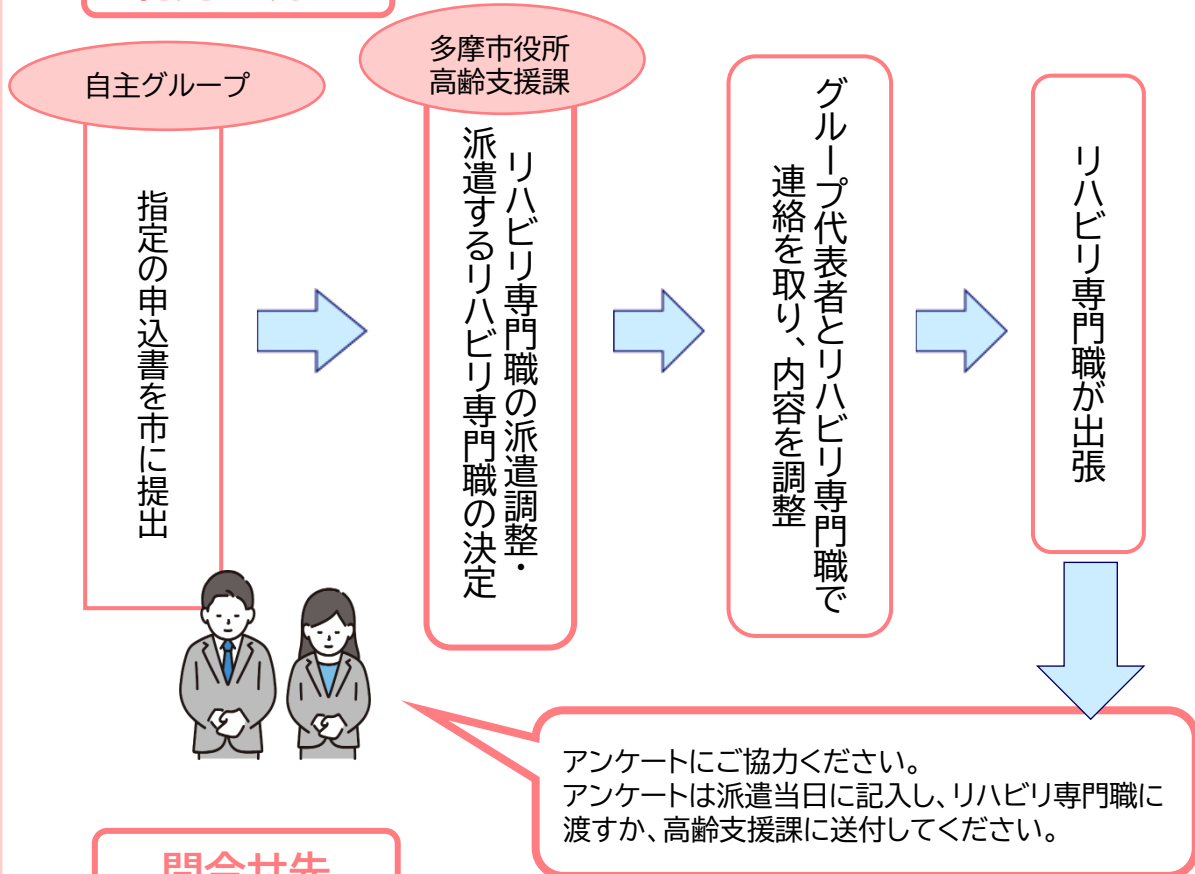 自主グループ
指定の申込書を市に提出
多摩市役所
高齢支援課
リハビリ専門職の派遣調整・
派遣するリハビリ専門職の決定
グループ代表者とリハビリ専門職で
連絡を取り、内容を調整
リハビリ専門職が出張
アンケートにご協力ください。
アンケートは派遣当日に記入し、リハビリ専門職に
渡すか、高齢支援課に送付してください。
問合せ先